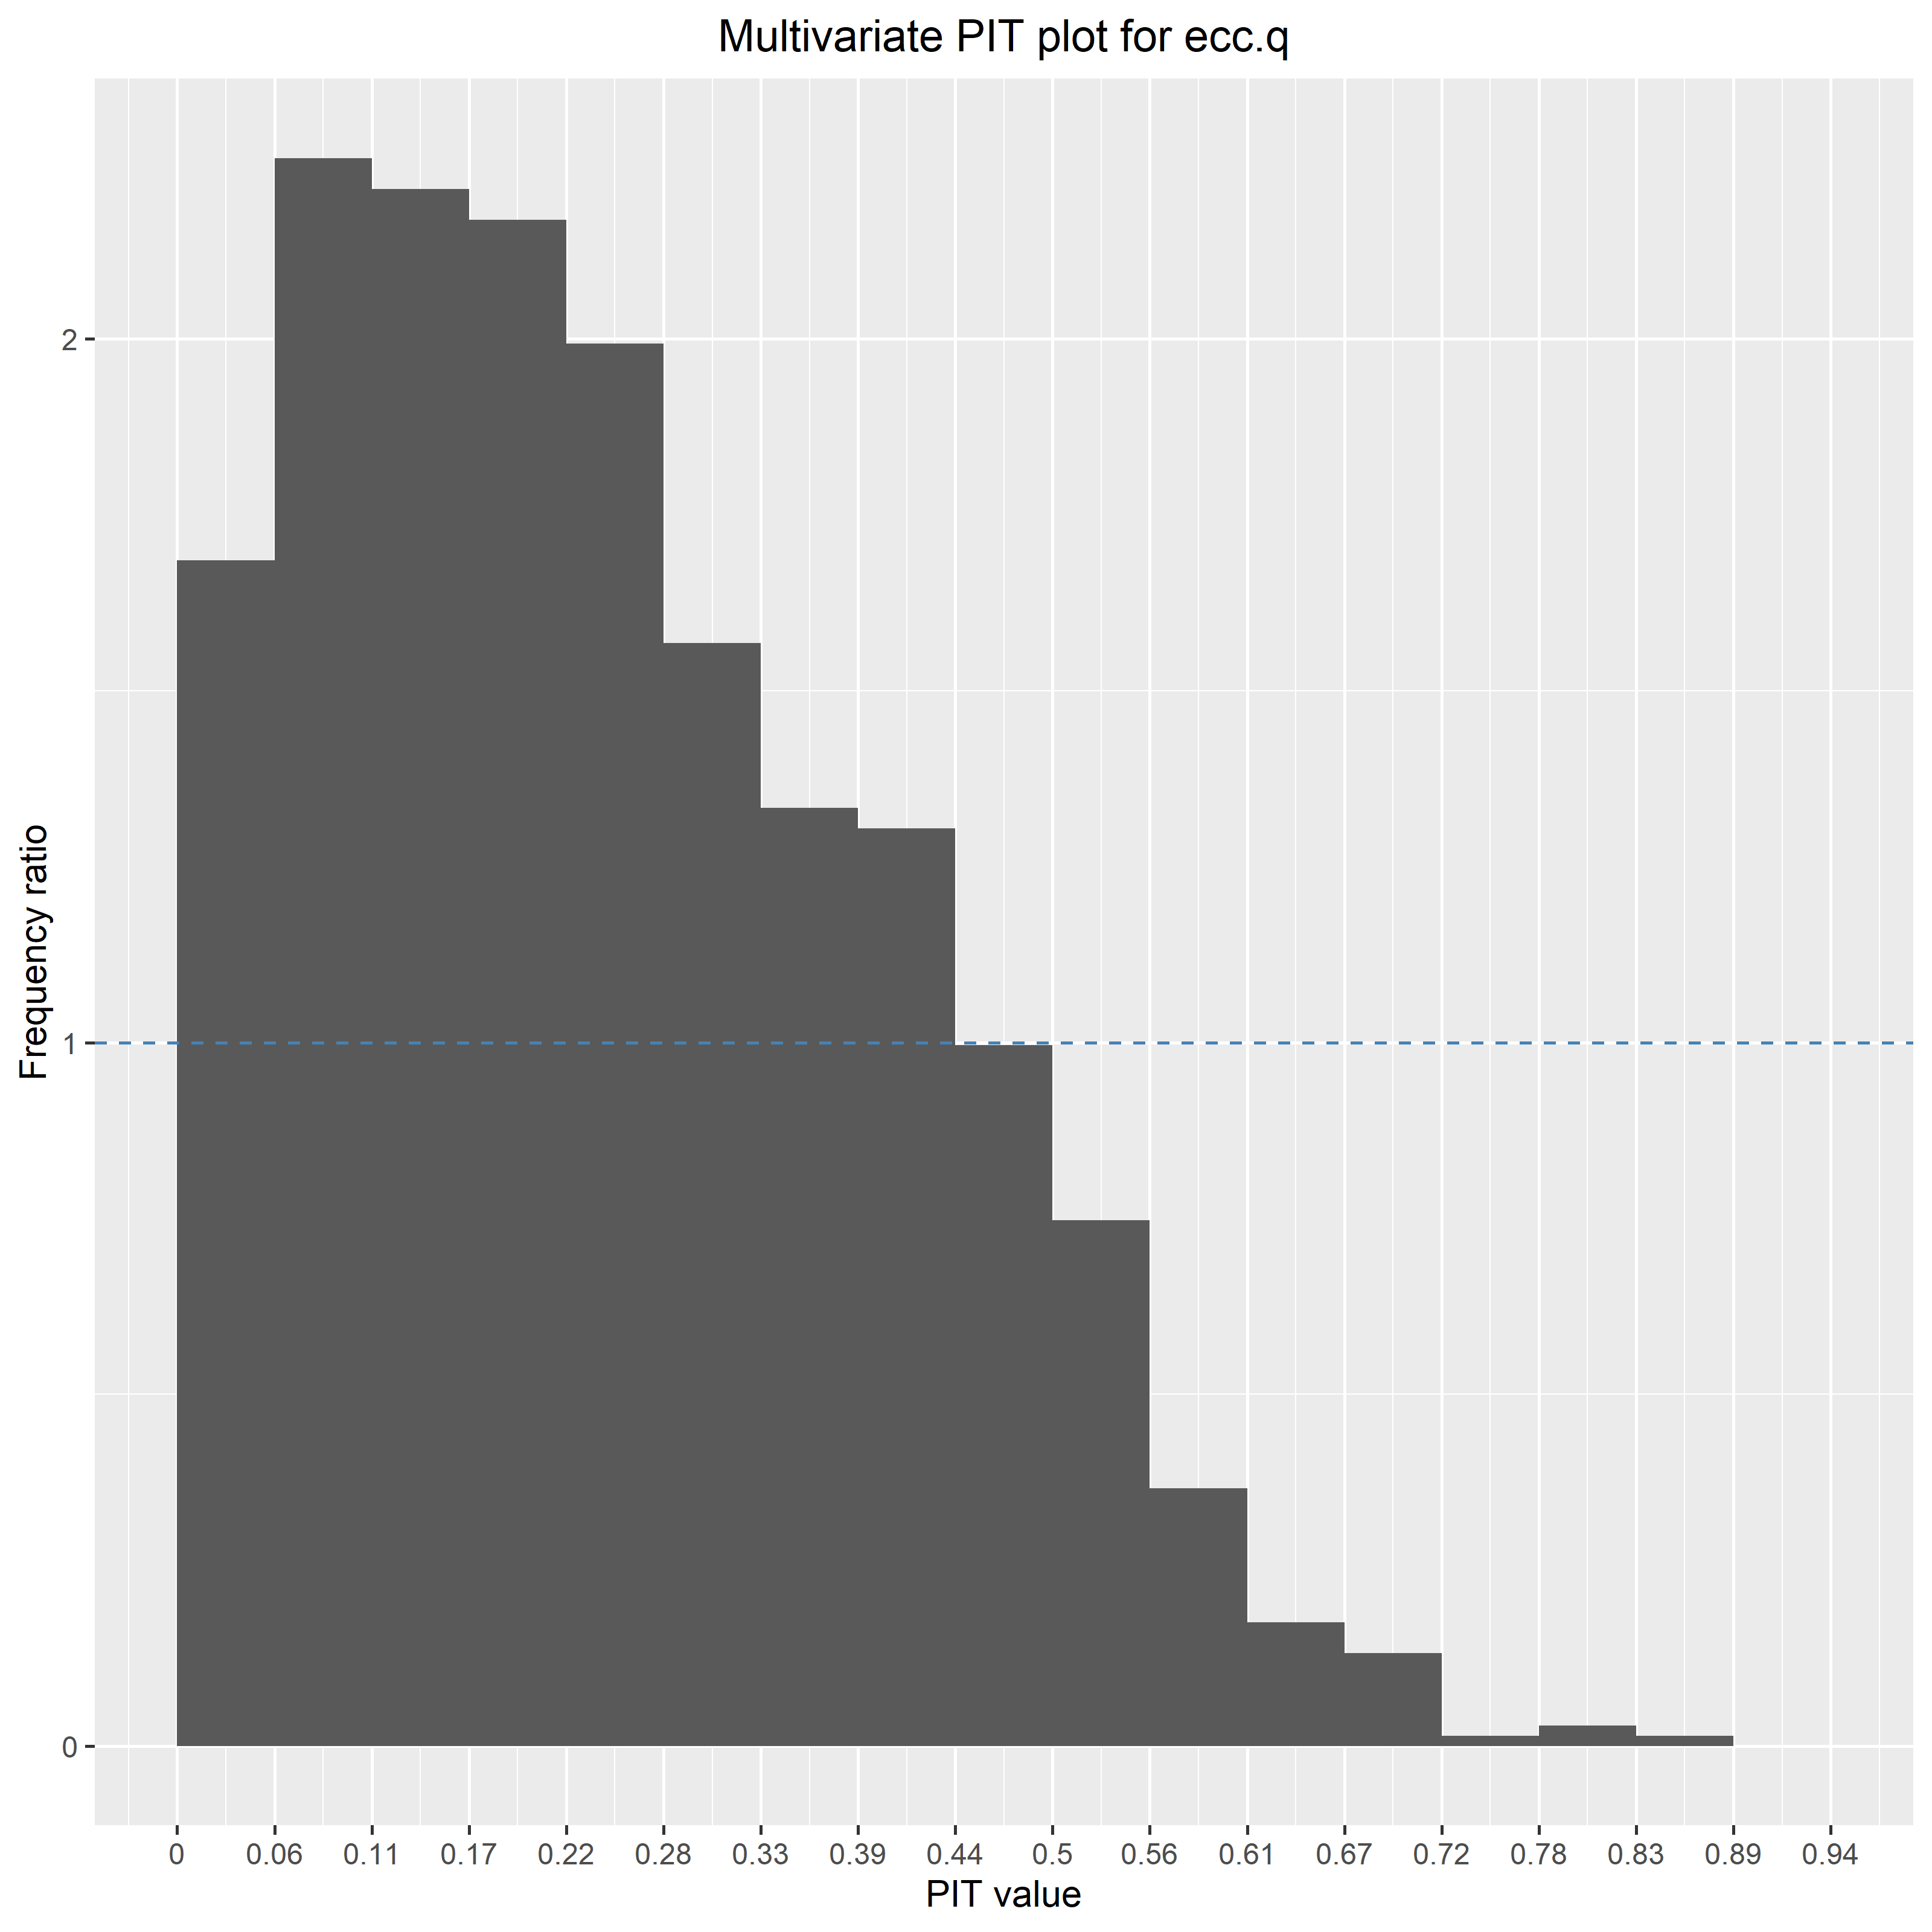 Multivariate PIT plot for ecc.q
Frequency ratio
2
1
0
0 0.06 0.11 0.17 0.22 0.28 0.33 0.39 0.44 0.5 0.56 0.61 0.67 0.72 0.78 0.83 0.89 0.94
PIT value